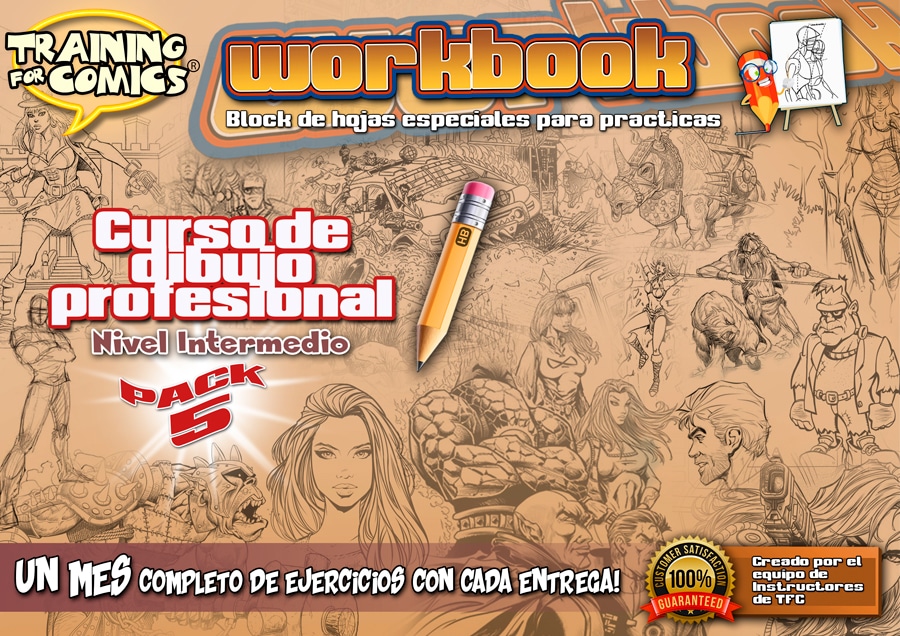 TRAINING
FOR COMICS®
workbook
Block de hojas especiales para practicas
Curso de
dibujo
profesional
Nivel Intermedio
PACK
5
HB
UN MES COMPLETO DE EJERCICIOS CON CADA ENTREGA!
CUSTOMER SATISFACTION
100%
GUARANTEED
Creado por el
equipo de
Instructores
de TFC